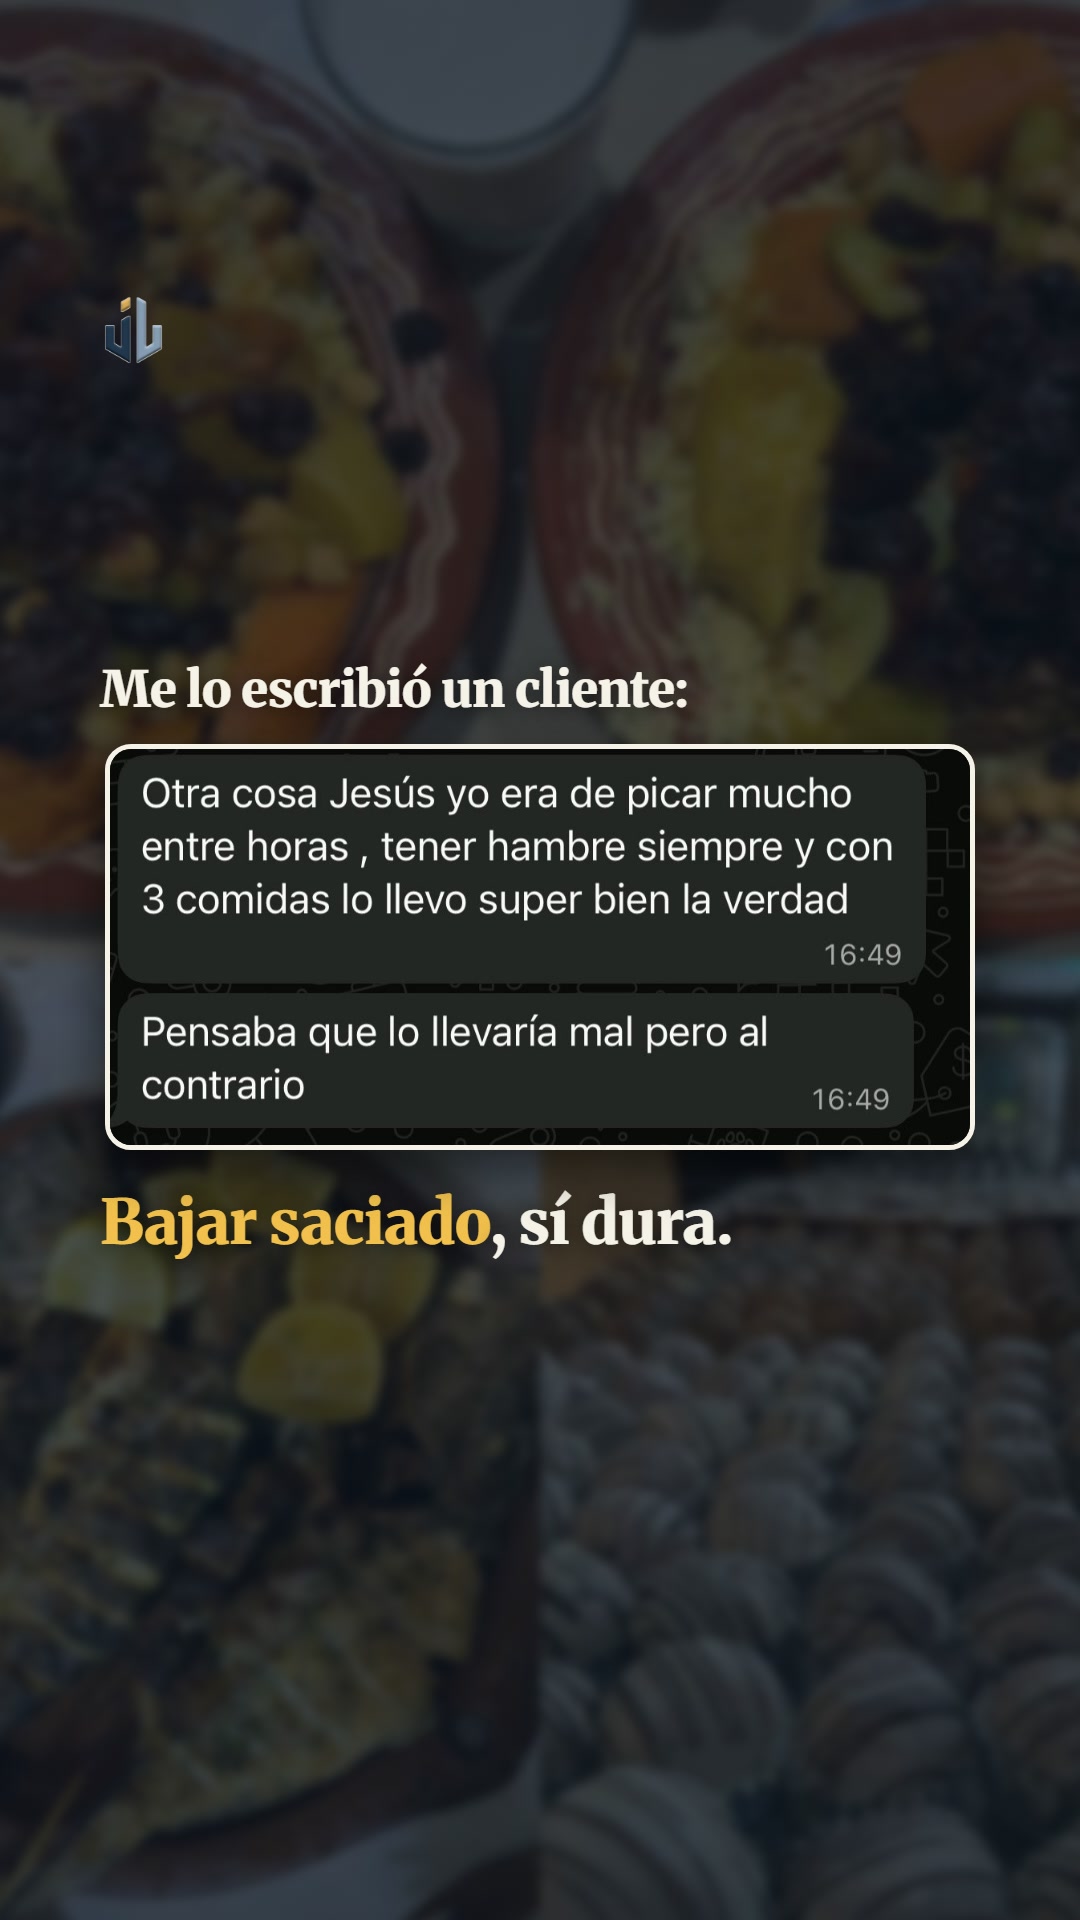 Me lo escribió un cliente:
Otra cosa Jesús yo era de picar mucho
entre horas , tener hambre siempre y con
3 comidas lo llevo super bien la verdad
16:49
Pensaba que lo llevaría mal pero al
contrario
16:49
Bajar saciado, sí dura.